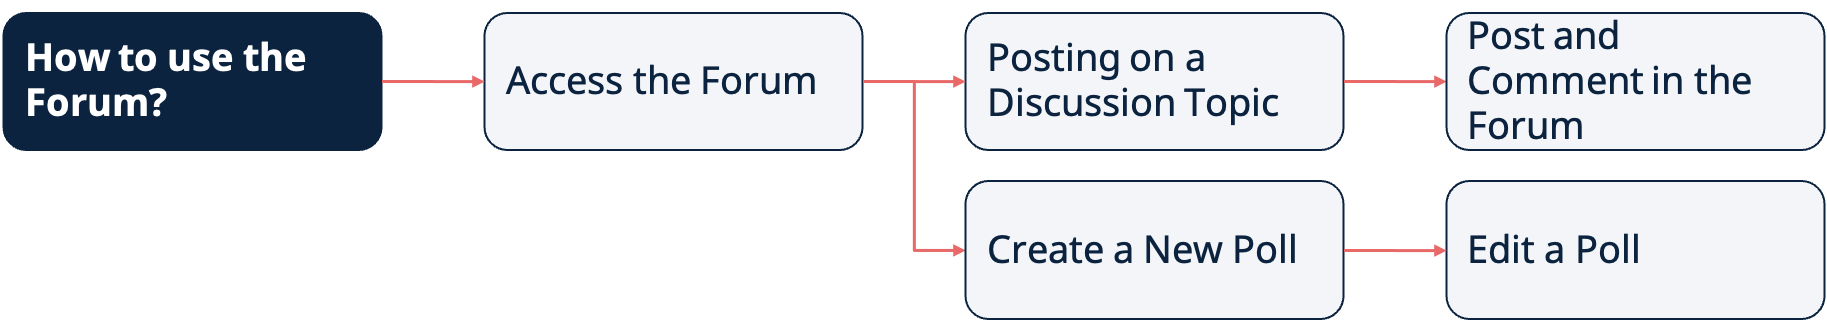 How to use the
Forum?
Access the Forum
Posting on a
Discussion Topic
Post and
Comment in the
Forum
Create a New Poll
Edit a Poll